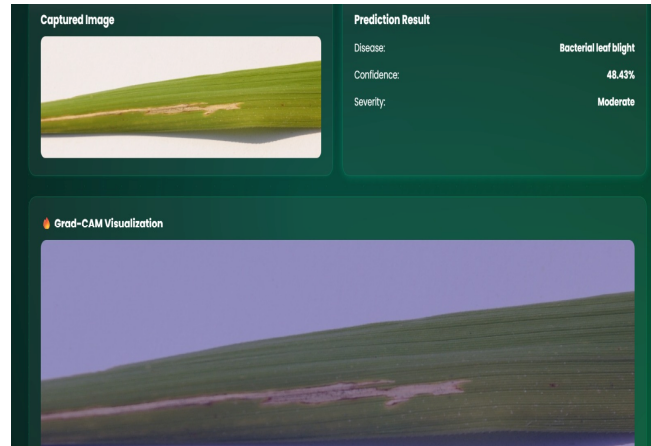 Captured Image
Prediction Result
Disease: Bacterial leaf blight
Confidence: 48.43%
Severity: Moderate
🔥 Grad-CAM Visualization